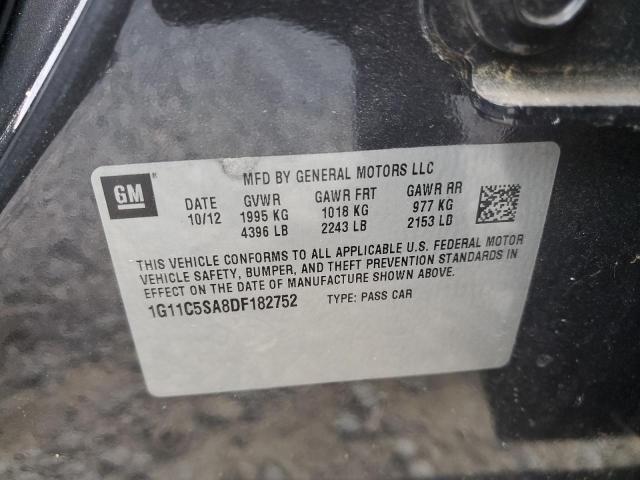 MFD BY GENERAL MOTORS LLC
GM
DATE GVWR GAWR FRT GAWR RR
10/12 1995 KG 1018 KG 977 KG
4396 LB 2243 LB 2153 LB
THIS VEHICLE CONFORMS TO ALL APPLICABLE U.S. FEDERAL MOTOR
VEHICLE SAFETY, BUMPER, AND THEFT PREVENTION STANDARDS IN
EFFECT ON THE DATE OF MANUFACTURE SHOWN ABOVE.
1G11C5SA8DF182752 TYPE: PASS CAR